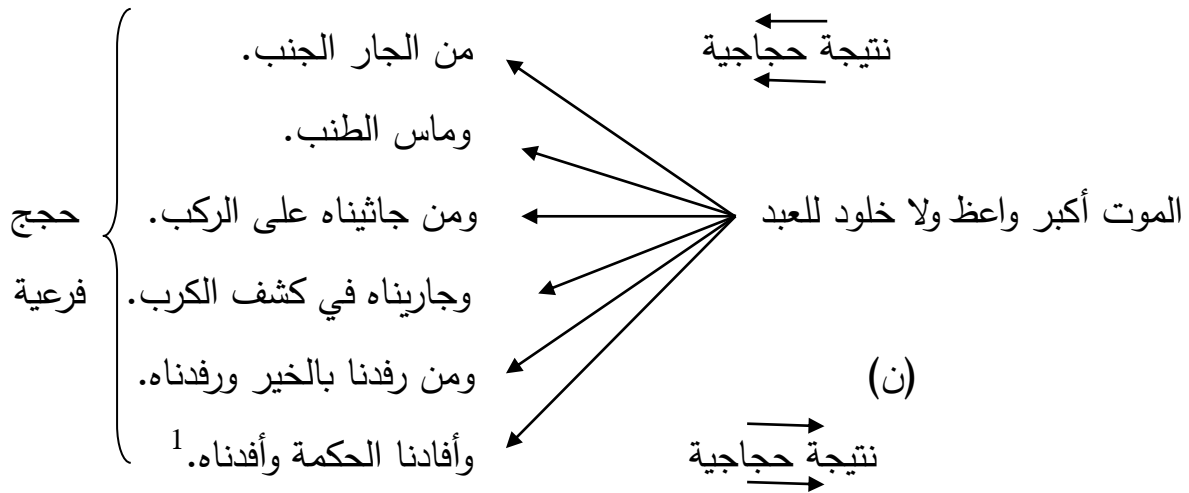 نتيجة حجاجية
من الجار الجنب.
وماس الطنب.
الموت أكبر واعظ ولا خلود للعبد
ومن جاثيناه على الركب.
حجج
وجاريناه في كشف الكرب.
فرعية
ومن رفدنا بالخير ورفدناه.
(ن)
وأفادنا الحكمة وأفدناه.1
نتيجة حجاجية